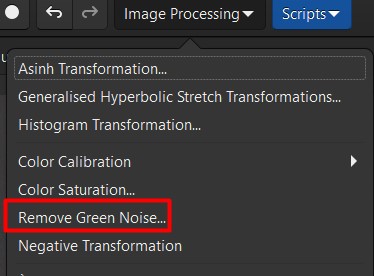 Image Processing Scripts
Asinh Transformation...
Generalised Hyperbolic Stretch Transformations...
Histogram Transformation...
Color Calibration
Color Saturation...
Remove Green Noise...
Negative Transformation